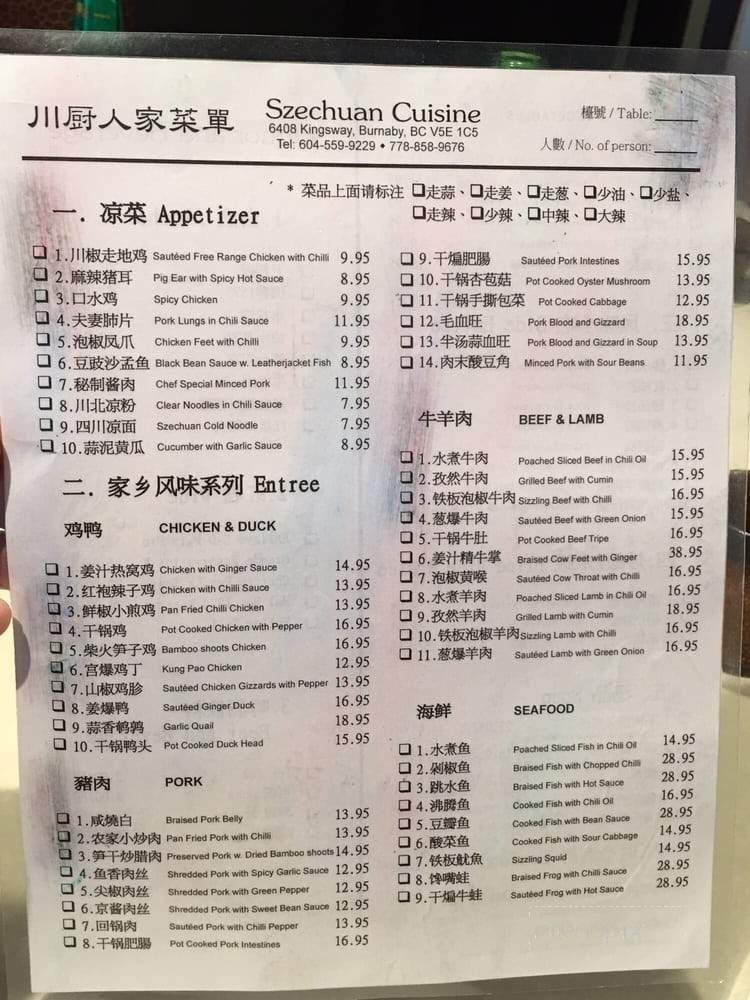 川厨人家菜單
Szechuan Cuisine
6408 Kingsway, Burnaby, BC V5E 1C5
Tel: 604-559-9229 • 778-858-9676
檯號 / Table:
人數 / No. of person:
* 菜品上面请标注 ❑走蒜、❑走姜、❑走葱、❑少油、❑少盐、
❑走辣、❑少辣、❑中辣、❑大辣
一. 凉菜 Appetizer
❑ 1.川椒走地鸡 Sautéed Free Range Chicken with Chilli 9.95
❑ 2.麻辣猪耳 Pig Ear with Spicy Hot Sauce 8.95
❑ 3.口水鸡 Spicy Chicken 9.95
❑ 4.夫妻肺片 Pork Lungs in Chili Sauce 11.95
❑ 5.泡椒凤爪 Chicken Feet with Chilli 9.95
❑ 6.豆豉沙孟鱼 Black Bean Sauce w. Leatherjacket Fish 8.95
❑ 7.秘制酱肉 Chef Special Minced Pork 11.95
❑ 8.川北凉粉 Clear Noodles in Chili Sauce 7.95
❑ 9.四川凉面 Szechuan Cold Noodle 7.95
❑ 10.蒜泥黄瓜 Cucumber with Garlic Sauce 8.95
二. 家乡风味系列 Entree
鸡鸭 CHICKEN & DUCK
❑ 1.姜汁热窝鸡 Chicken with Ginger Sauce 14.95
❑ 2.红袍辣子鸡 Chicken with Chilli Sauce 13.95
❑ 3.鲜椒小煎鸡 Pan Fried Chilli Chicken 13.95
❑ 4.干锅鸡 Pot Cooked Chicken with Pepper 16.95
❑ 5.柴火笋子鸡 Bamboo shoots Chicken 16.95
❑ 6.宫爆鸡丁 Kung Pao Chicken 12.95
❑ 7.山椒鸡胗 Sautéed Chicken Gizzards with Pepper 13.95
❑ 8.姜爆鸭 Sautéed Ginger Duck 16.95
❑ 9.蒜香鹌鹑 Garlic Quail 18.95
❑ 10.干锅鸭头 Pot Cooked Duck Head 15.95
豬肉 PORK
❑ 1.咸燒白 Braised Pork Belly 13.95
❑ 2.农家小炒肉 Pan Fried Pork with Chilli 13.95
❑ 3.笋干炒腊肉 Preserved Pork w. Dried Bamboo shoots 14.95
❑ 4.鱼香肉丝 Shredded Pork with Spicy Garlic Sauce 12.95
❑ 5.尖椒肉丝 Shredded Pork with Green Pepper 12.95
❑ 6.京酱肉丝 Shredded Pork with Sweet Bean Sauce 12.95
❑ 7.回锅肉 Sautéed Pork with Chilli Pepper 13.95
❑ 8.干锅肥腸 Pot Cooked Pork Intestines 16.95
❑ 9.干煸肥腸 Sautéed Pork Intestines 15.95
❑ 10.干锅杏苞菇 Pot Cooked Oyster Mushroom 13.95
❑ 11.干锅手撕包菜 Pot Cooked Cabbage 12.95
❑ 12.毛血旺 Pork Blood and Gizzard 18.95
❑ 13.半汤蒜血旺 Pork Blood and Gizzard in Soup 13.95
❑ 14.肉末酸豆角 Minced Pork with Sour Beans 11.95
牛羊肉 BEEF & LAMB
❑ 1.水煮牛肉 Poached Sliced Beef in Chili Oil 15.95
❑ 2.孜然牛肉 Grilled Beef with Cumin 15.95
❑ 3.铁板泡椒牛肉 Sizzling Beef with Chilli 16.95
❑ 4.葱爆牛肉 Sautéed Beef with Green Onion 15.95
❑ 5.干锅牛肚 Pot Cooked Beef Tripe 16.95
❑ 6.姜汁精牛掌 Braised Cow Feet with Ginger 38.95
❑ 7.泡椒黄喉 Sautéed Cow Throat with Chilli 16.95
❑ 8.水煮羊肉 Poached Sliced Lamb in Chili Oil 16.95
❑ 9.孜然羊肉 Grilled Lamb with Cumin 18.95
❑ 10.铁板泡椒羊肉 Sizzling Lamb with Chilli 16.95
❑ 11.葱爆羊肉 Sautéed Lamb with Green Onion 16.95
海鲜 SEAFOOD
❑ 1.水煮鱼 Poached Sliced Fish in Chili Oil 14.95
❑ 2.剁椒鱼 Braised Fish with Chopped Chilli 28.95
❑ 3.跳水鱼 Braised Fish with Hot Sauce 28.95
❑ 4.沸腾鱼 Cooked Fish with Chili Oil 16.95
❑ 5.豆瓣鱼 Cooked Fish with Bean Sauce 28.95
❑ 6.酸菜鱼 Cooked Fish with Sour Cabbage 14.95
❑ 7.铁板魷魚 Sizzling Squid 14.95
❑ 8.馋嘴蛙 Braised Frog with Chilli Sauce 28.95
❑ 9.干煸牛蛙 Sautéed Frog with Hot Sauce 28.95